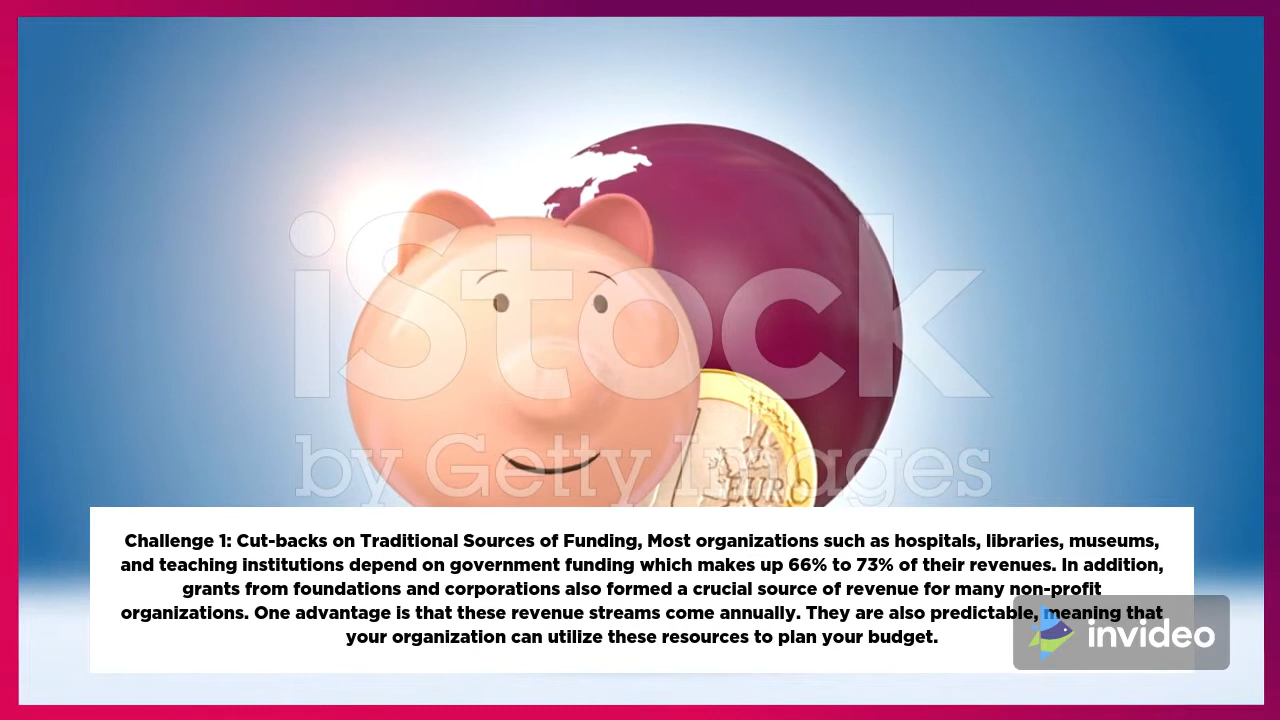 iStock
by Getty Images
EURO
Challenge 1: Cut-backs on Traditional Sources of Funding, Most organizations such as hospitals, libraries, museums,
and teaching institutions depend on government funding which makes up 66% to 73% of their revenues. In addition,
grants from foundations and corporations also formed a crucial source of revenue for many non-profit
organizations. One advantage is that these revenue streams come annually. They are also predictable, meaning that
your organization can utilize these resources to plan your budget.
invideo